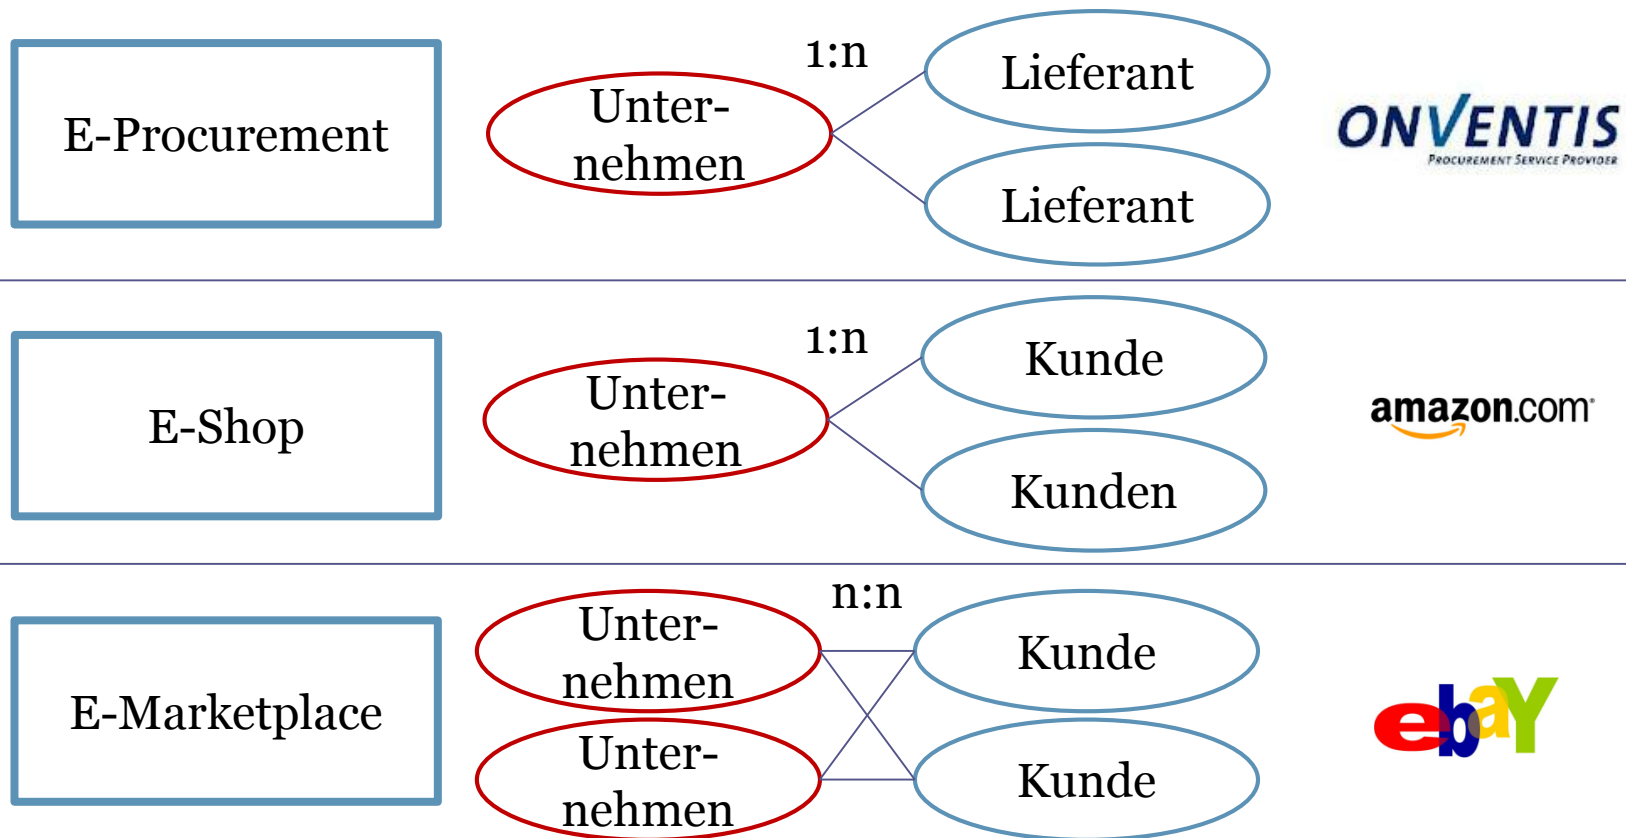 E-Procurement
Unter-
nehmen
1:n
Lieferant
Lieferant
ONVENTIS
PROCUREMENT SERVICE PROVIDER
E-Shop
Unter-
nehmen
1:n
Kunde
Kunden
amazon.com
E-Marketplace
Unter-
nehmen
Unter-
nehmen
n:n
Kunde
Kunde
ebaY